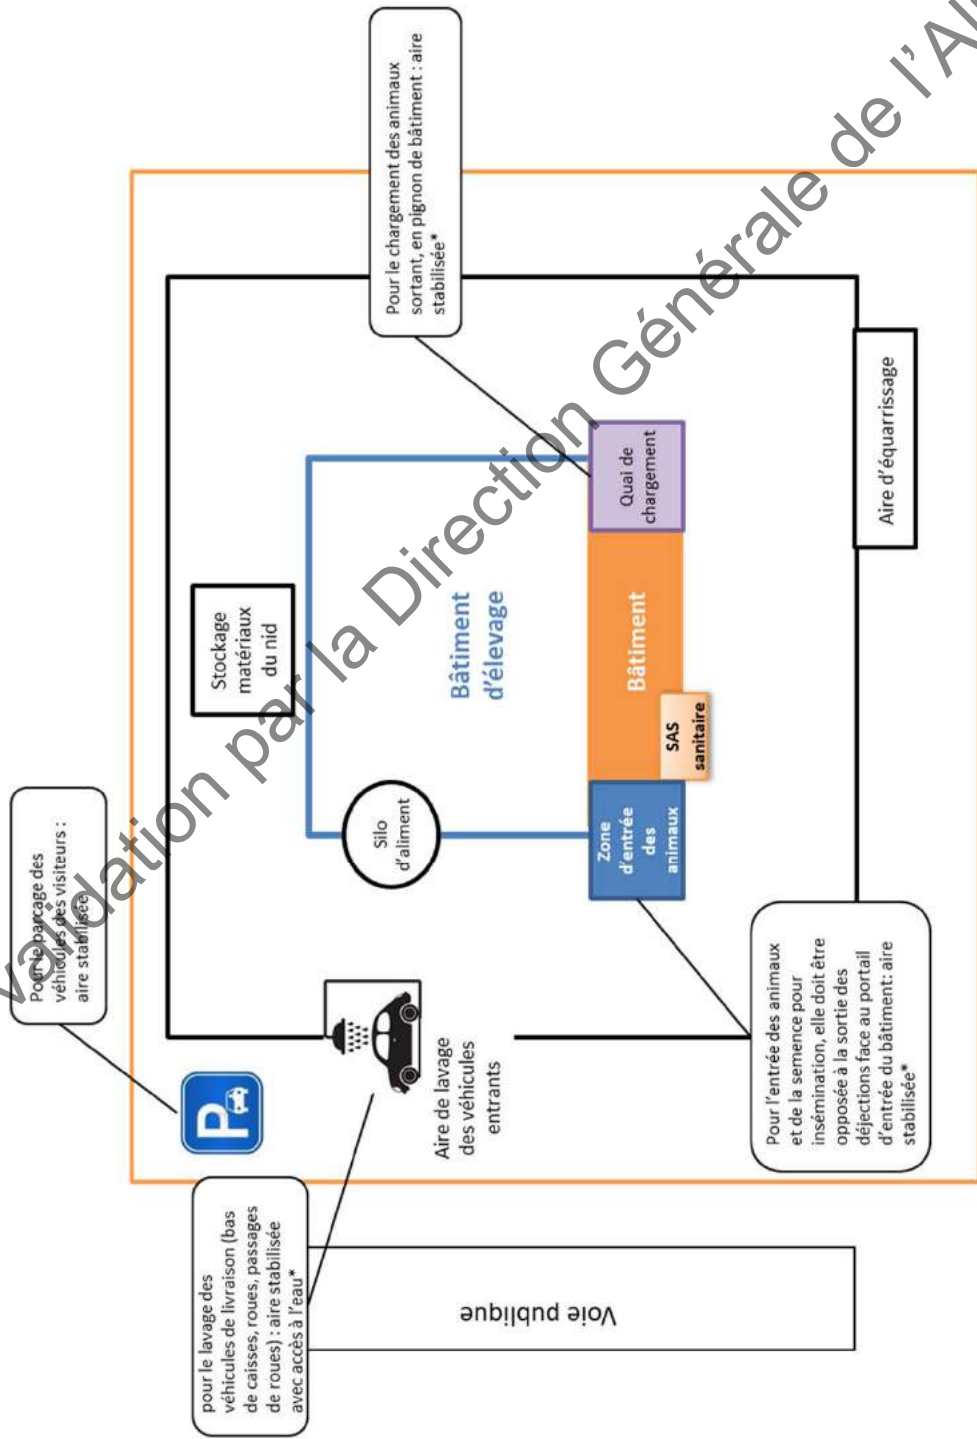 pour le lavage des
véhicules de livraison (bas
de caisses, roues, passages
de roues) : aire stabilisée
avec accès à l'eau*
Voie publique
P
Pour le parcage des
véhicules des visiteurs :
aire stabilisée
Aire de lavage
des véhicules
entrants
Pour l'entrée des animaux
et de la semence pour
insémination, elle doit être
opposée à la sortie des
déjections face au portail
d'entrée du bâtiment: aire
stabilisée*
Silo
d'aliment
Stockage
matériaux
du nid
Bâtiment
d'élevage
Zone
d'entrée
des
animaux
SAS
sanitaire
Bâtiment
Quai de
chargement
Pour le chargement des animaux
sortant, en pignon de bâtiment : aire
stabilisée*
Aire d'équarrissage
validation par la Direction Générale de